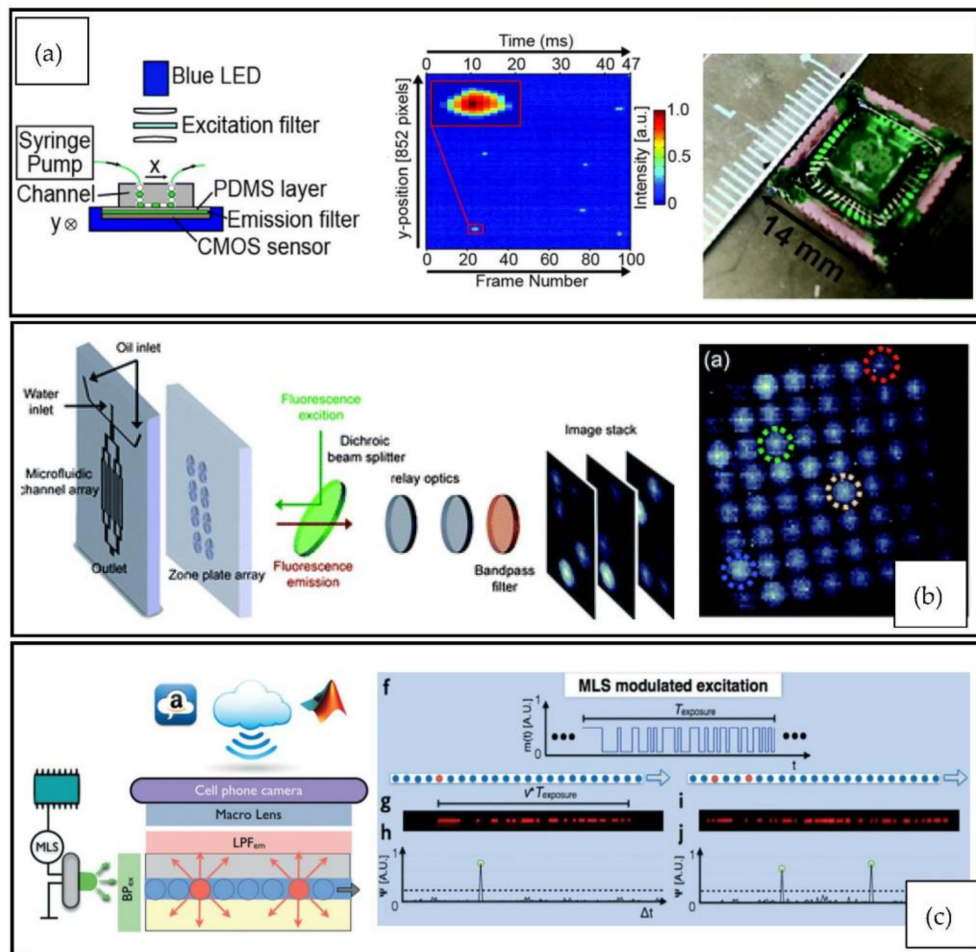 (a)
Blue LED
Excitation filter
Syringe
Pump
x
Channel
PDMS layer
Emission filter
y⊗
CMOS sensor
Time (ms)
0 10 20 30 40 47
y-position [852 pixels]
1.0
0.5
0
Intensity [a.u.]
0 20 40 60 80 100
Frame Number
1
14 mm
Oil inlet
Water
inlet
Microfluidic
channel array
Outlet
Zone plate array
Fluorescence
excition
Dichroic
beam splitter
relay optics
Fluorescence
emission
Bandpass
filter
Image stack
(a)
(b)
a
MLS
BPex
Cell phone camera
Macro Lens
LPFem
f
MLS modulated excitation
m(t) [A.U.]
1
0
Texposure
t
g
V* Texposure
h
Ψ [A.U.]
1
0
Δt
i
j
Ψ [A.U.]
1
0
(c)